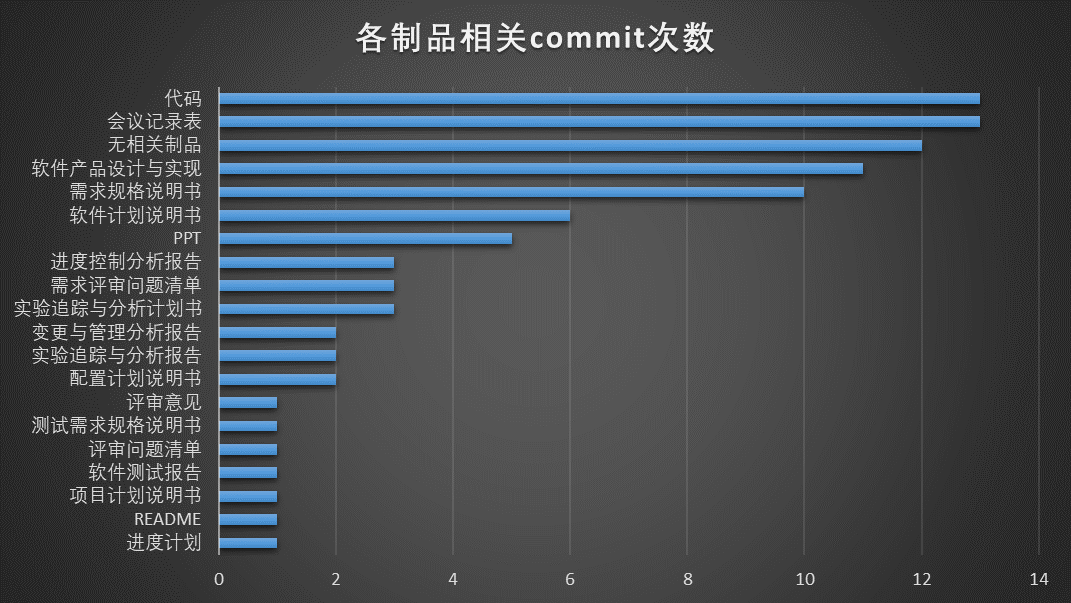 各制品相关commit次数
代码
会议记录表
无相关制品
软件产品设计与实现
需求规格说明书
软件计划说明书
PPT
进度控制分析报告
需求评审问题清单
实验追踪与分析计划书
变更与管理分析报告
实验追踪与分析报告
配置计划说明书
评审意见
测试需求规格说明书
评审问题清单
软件测试报告
项目计划说明书
README
进度计划
0 2 4 6 8 10 12 14